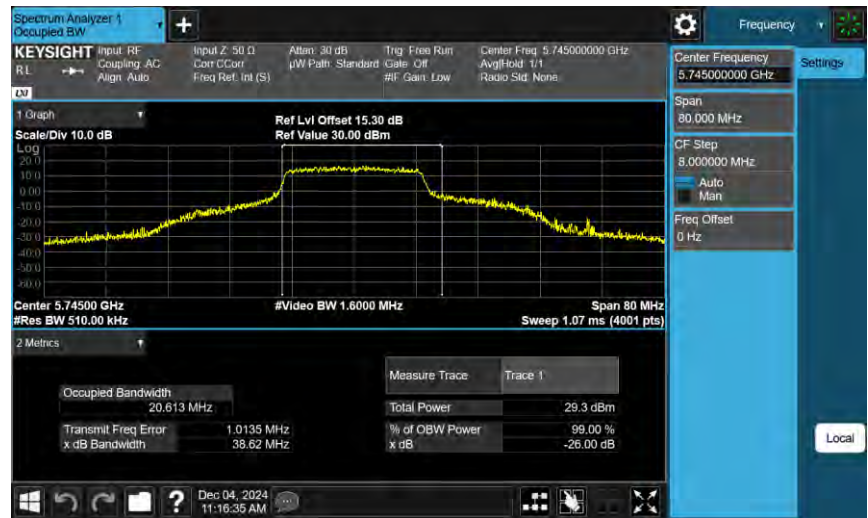 Spectrum Analyzer 1
Occupied BW
Frequency
KEYSIGHT
RL
LXI
Input: RF
Coupling: AC
Align: Auto
Input Z: 50 Ω
Corr CCorr
Freq Ref: Int (S)
Atten: 30 dB
µW Path: Standard
Trig: Free Run
Gate: Off
#IF Gain: Low
Center Freq: 5.745000000 GHz
Avg|Hold: 1/1
Radio Std: None
Center Frequency
5.745000000 GHz
Settings
Span
80.000 MHz
CF Step
8.000000 MHz
Auto
Man
Freq Offset
0 Hz
Local
1 Graph
Scale/Div 10.0 dB
Ref Lvl Offset 15.30 dB
Ref Value 30.00 dBm
Log
20.0
10.0
0.00
-10.0
-20.0
-30.0
-40.0
-50.0
-60.0
Center 5.74500 GHz
#Video BW 1.6000 MHz
Span 80 MHz
#Res BW 510.00 kHz
Sweep 1.07 ms (4001 pts)
2 Metrics
Measure Trace Trace 1
Occupied Bandwidth
20.613 MHz
Total Power 29.3 dBm
Transmit Freq Error 1.0135 MHz
% of OBW Power 99.00 %
x dB Bandwidth 38.62 MHz
x dB -26.00 dB
?
Dec 04, 2024
11:16:35 AM